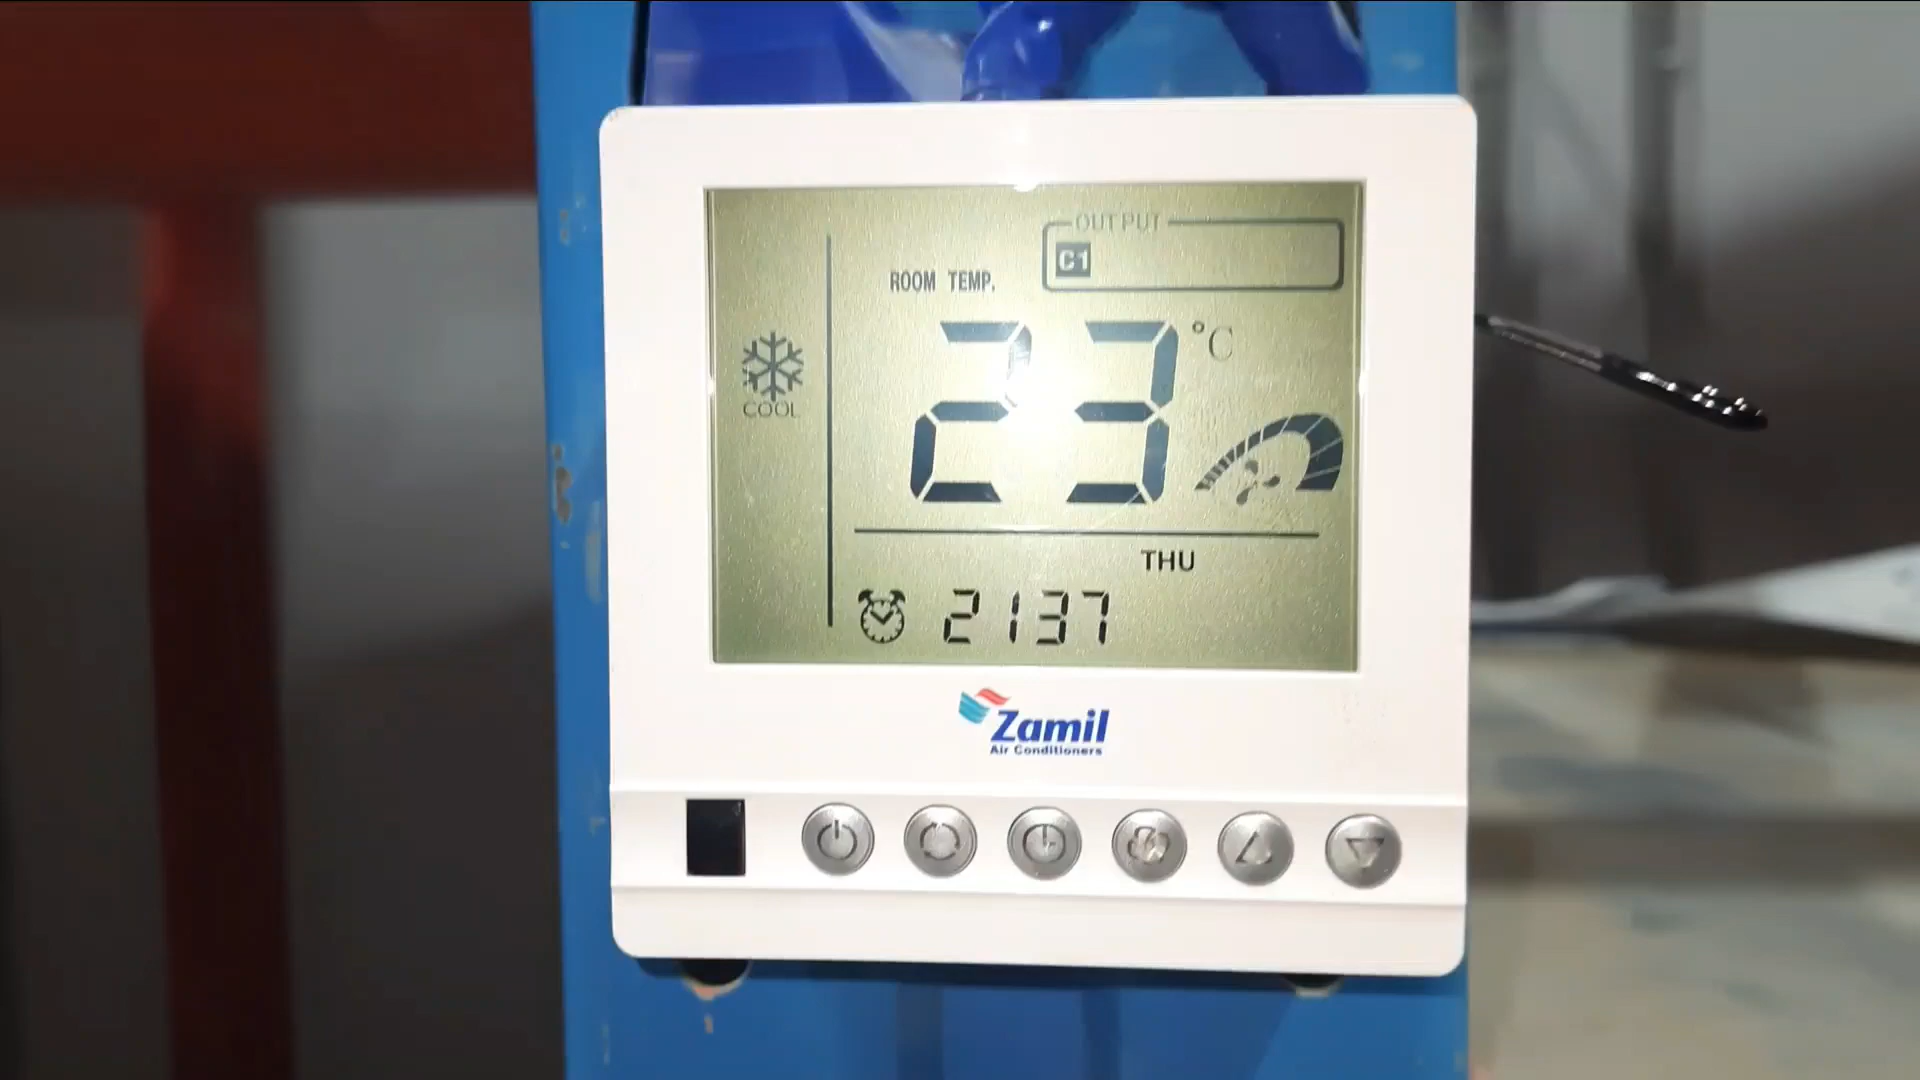 OUTPUT
C1
ROOM TEMP.
23 °C
COOL
THU
2137
Zamil
Air Conditioners